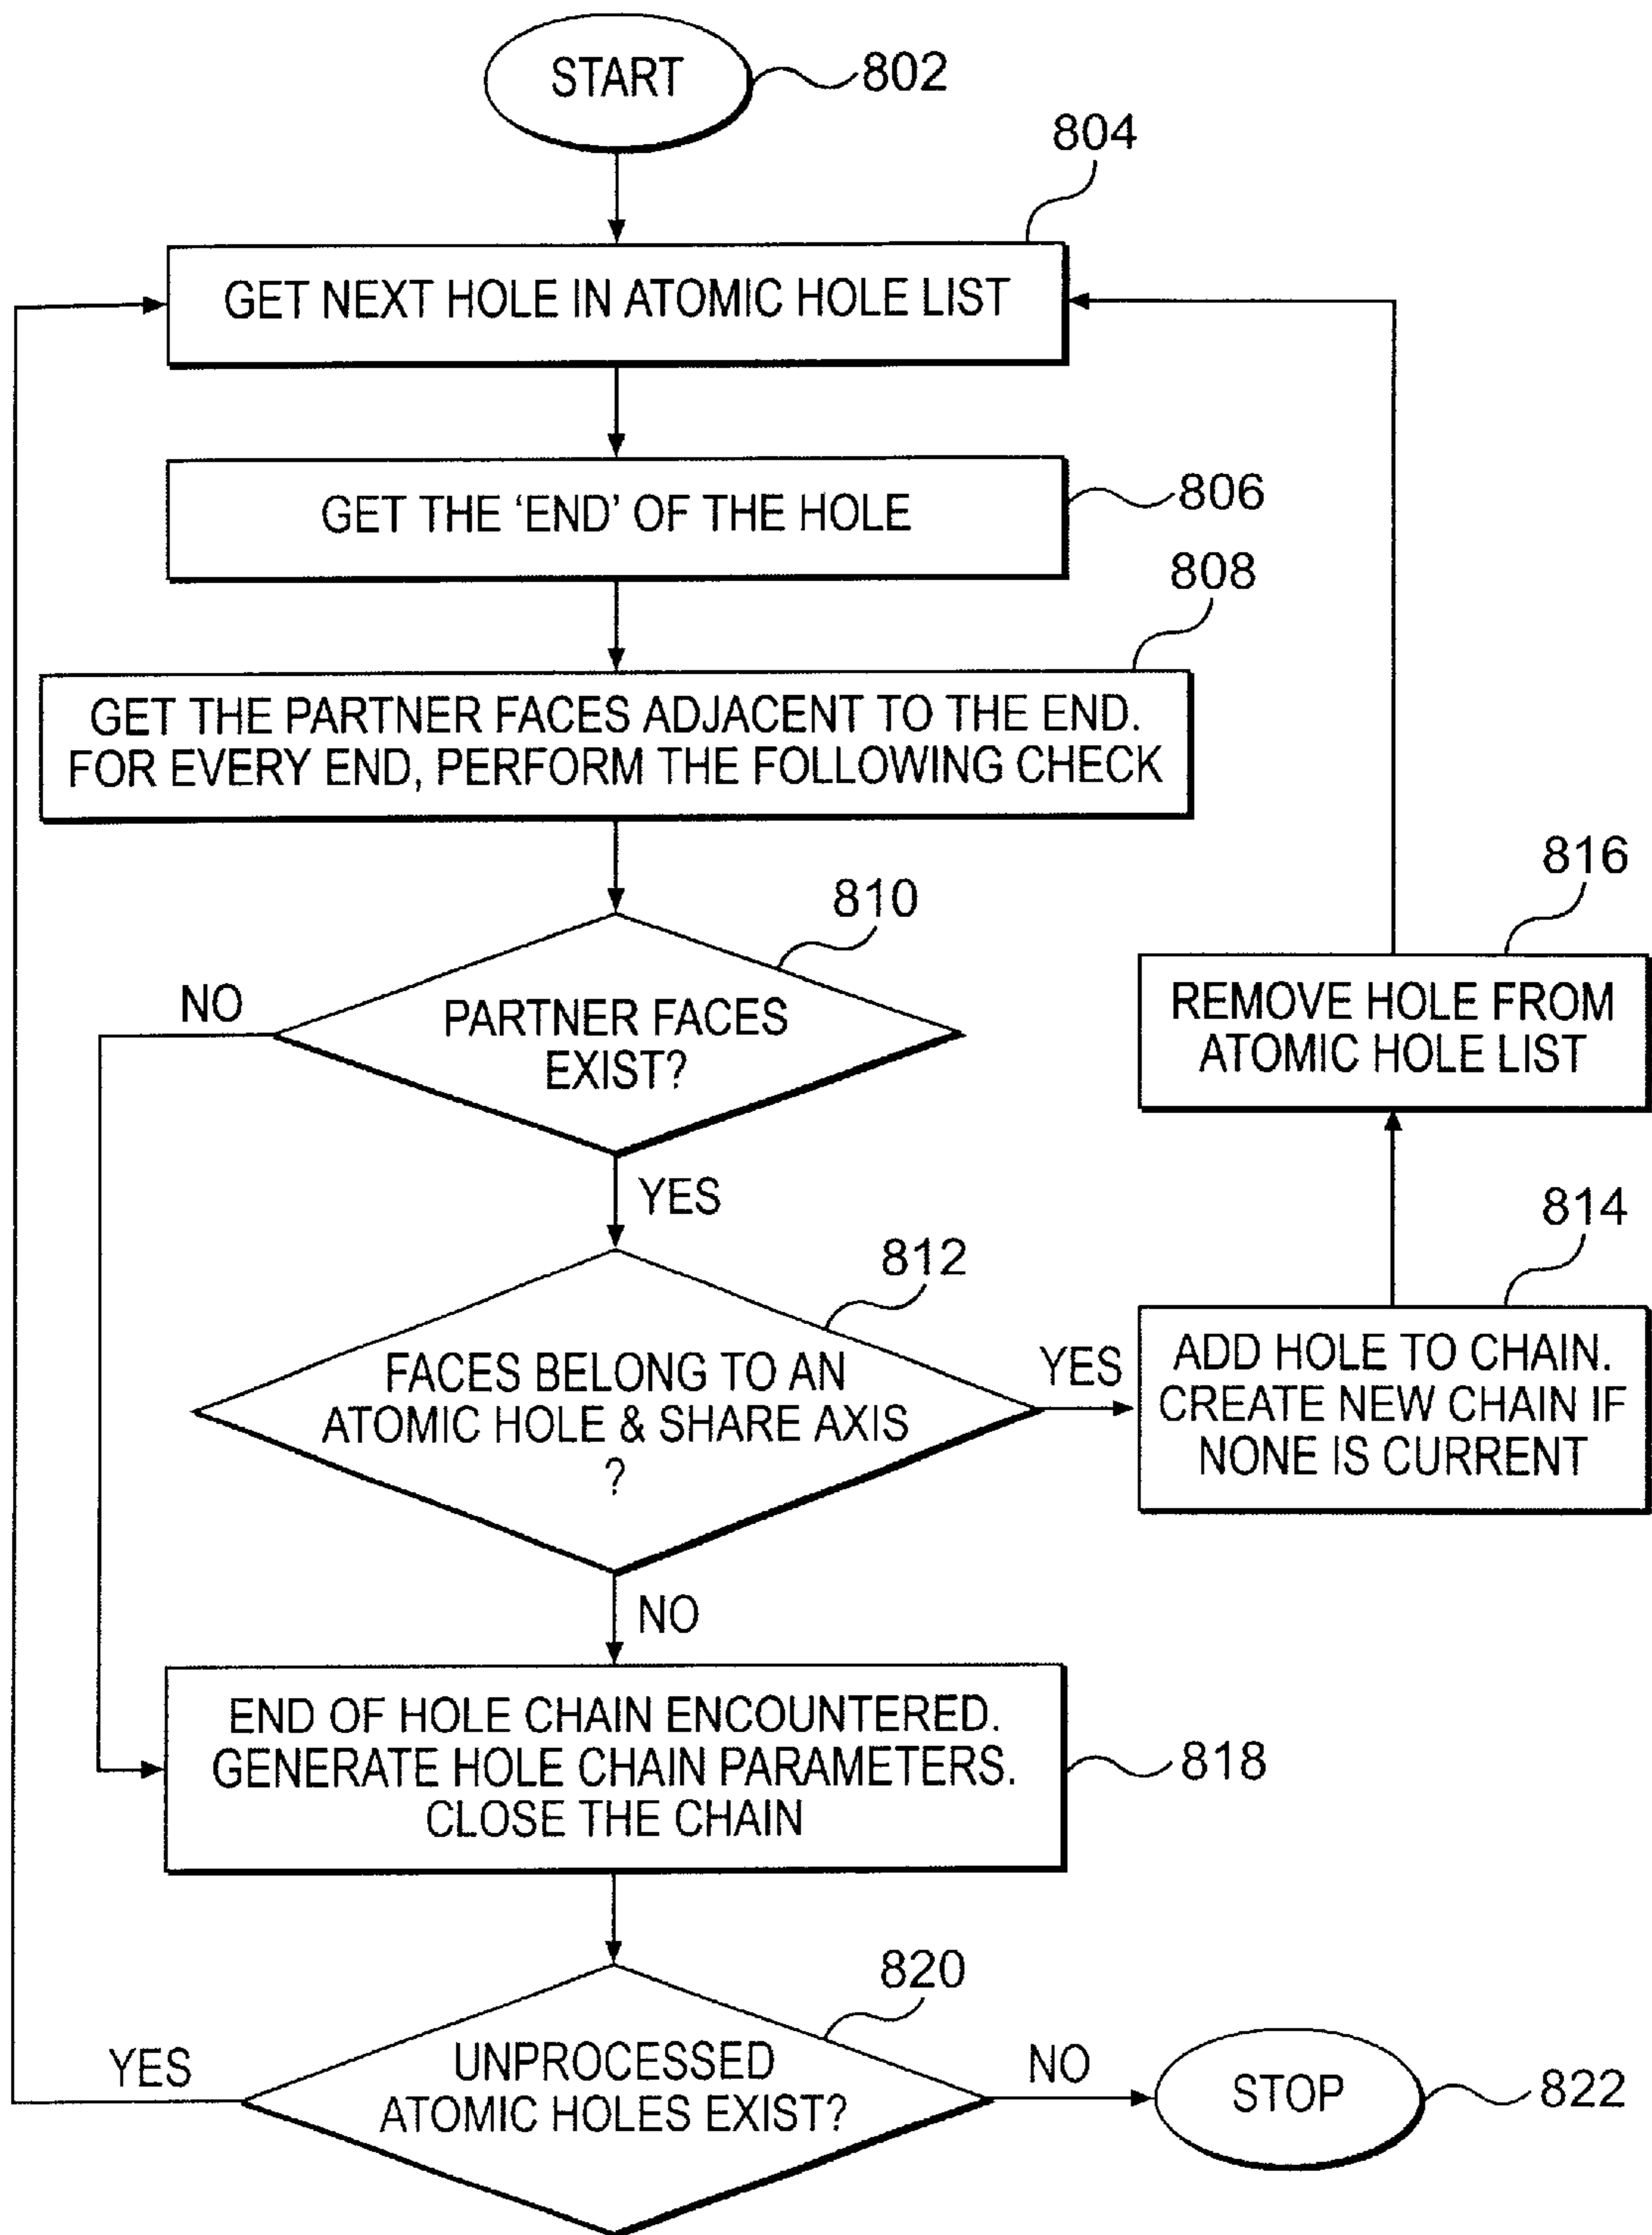 START
802
804
GET NEXT HOLE IN ATOMIC HOLE LIST
GET THE ‘END’ OF THE HOLE
806
808
GET THE PARTNER FACES ADJACENT TO THE END.
FOR EVERY END, PERFORM THE FOLLOWING CHECK
810
NO
PARTNER FACES
EXIST?
816
REMOVE HOLE FROM
ATOMIC HOLE LIST
YES
812
FACES BELONG TO AN
ATOMIC HOLE & SHARE AXIS
?
YES
814
ADD HOLE TO CHAIN.
CREATE NEW CHAIN IF
NONE IS CURRENT
NO
END OF HOLE CHAIN ENCOUNTERED.
GENERATE HOLE CHAIN PARAMETERS.
CLOSE THE CHAIN
818
820
YES
UNPROCESSED
ATOMIC HOLES EXIST?
NO
STOP
822